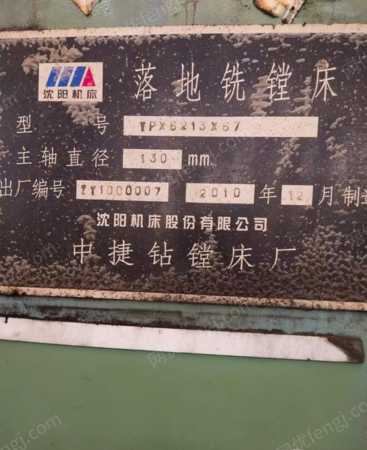 沈阳机床
落地铣镗床
型 号 TPX6213X67
主轴直径 130 mm
出厂编号 TT1000007 2010 年 12 月 制造
沈阳机床股份有限公司
中捷钻镗床厂